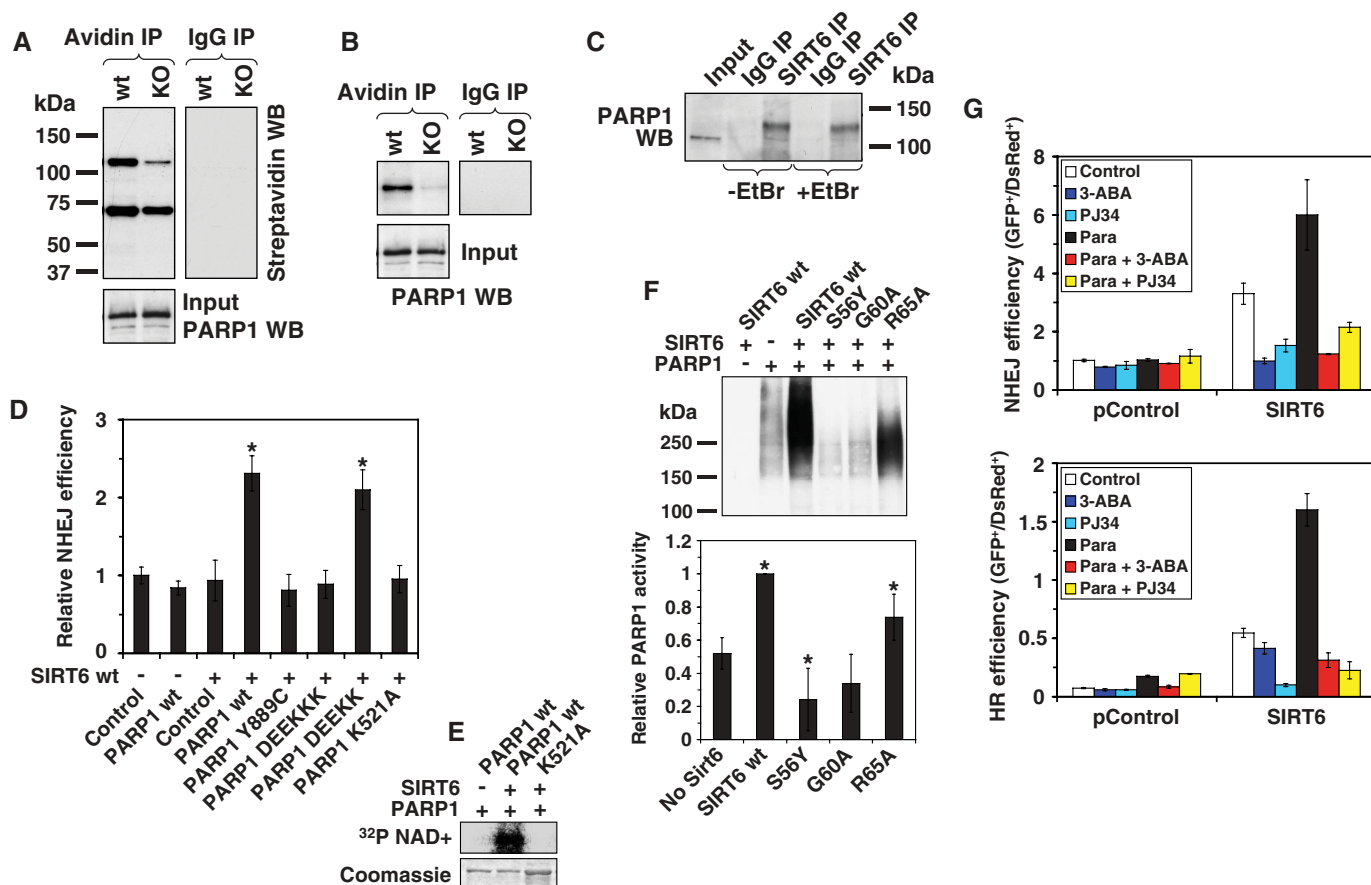 A
Avidin IP
IgG IP
wt
KO
wt
KO
kDa
150
100
75
50
37
Streptavidin WB
Input
PARP1 WB
B
Avidin IP
IgG IP
wt
KO
wt
KO
Input
PARP1 WB
C
Input
IgG IP
SIRT6 IP
IgG IP
SIRT6 IP
kDa
PARP1
WB
150
100
-EtBr
+EtBr
D
Relative NHEJ efficiency
3
2
1
0
* *
SIRT6 wt - - + + + + + +
Control
PARP1 wt
Control
PARP1 wt
PARP1 Y889C
PARP1 DEEKKK
PARP1 DEEKK
PARP1 K521A
E
PARP1 wt
PARP1 wt
K521A
SIRT6 - + +
PARP1 + + +
³²P NAD+
Coomassie
F
SIRT6 wt
SIRT6 wt
S56Y
G60A
R65A
SIRT6 + - + + + +
PARP1 - + + + + +
kDa
250
150
100
Relative PARP1 activity
1.2
1
0.8
0.6
0.4
0.2
0
* * *
No Sirt6
SIRT6 wt
S56Y
G60A
R65A
G
NHEJ efficiency (GFP⁺/DsRed⁺)
8
6
4
2
0
Control
3-ABA
PJ34
Para
Para + 3-ABA
Para + PJ34
pControl
SIRT6
HR efficiency (GFP⁺/DsRed⁺)
2
1.5
1
0.5
0
Control
3-ABA
PJ34
Para
Para + 3-ABA
Para + PJ34
pControl
SIRT6